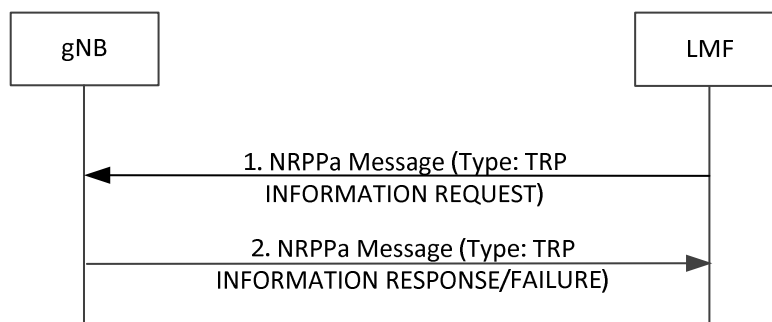 gNB
LMF
1. NRPPa Message (Type: TRP
INFORMATION REQUEST)
2. NRPPa Message (Type: TRP
INFORMATION RESPONSE/FAILURE)